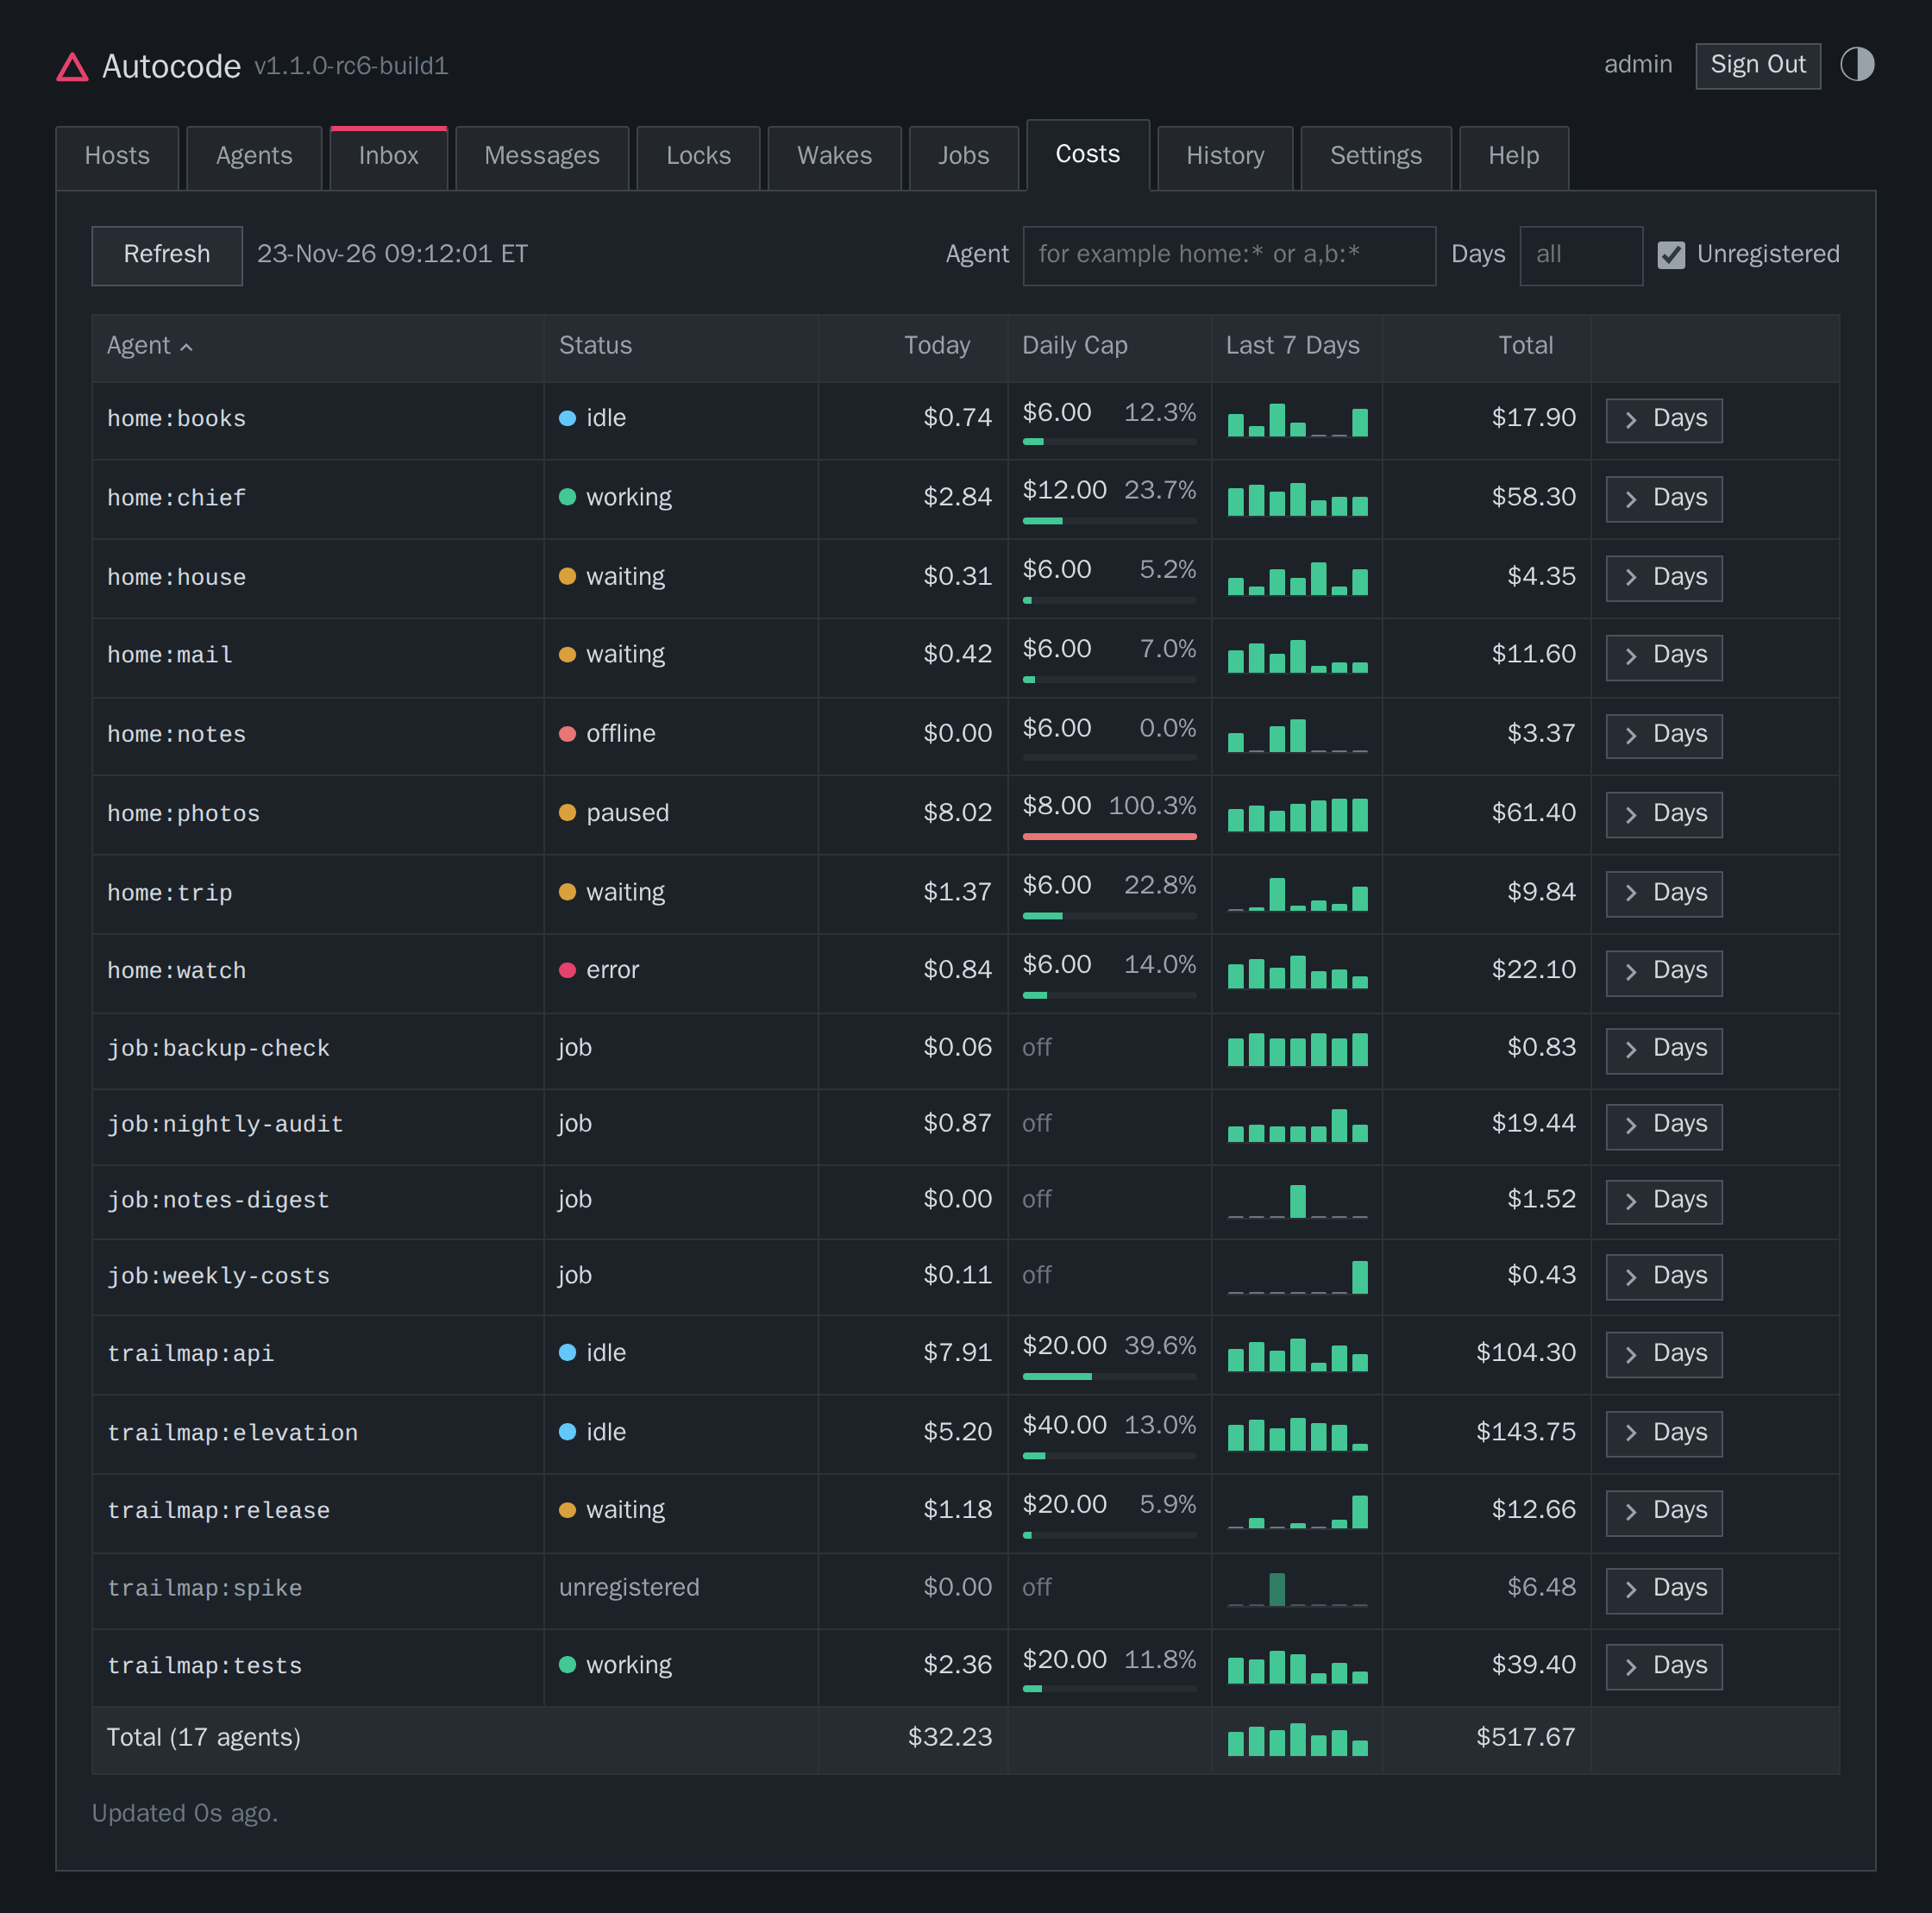 Autocode v1.1.0-rc6-build1 admin Sign Out
Hosts Agents Inbox Messages Locks Wakes Jobs Costs History Settings Help
Refresh 23-Nov-26 09:12:01 ET Agent for example home:* or a,b:* Days all Unregistered
Agent Status Today Daily Cap Last 7 Days Total
home:books idle $0.74 $6.00 12.3% $17.90 Days
home:chief working $2.84 $12.00 23.7% $58.30 Days
home:house waiting $0.31 $6.00 5.2% $4.35 Days
home:mail waiting $0.42 $6.00 7.0% $11.60 Days
home:notes offline $0.00 $6.00 0.0% $3.37 Days
home:photos paused $8.02 $8.00 100.3% $61.40 Days
home:trip waiting $1.37 $6.00 22.8% $9.84 Days
home:watch error $0.84 $6.00 14.0% $22.10 Days
job:backup-check job $0.06 off $0.83 Days
job:nightly-audit job $0.87 off $19.44 Days
job:notes-digest job $0.00 off $1.52 Days
job:weekly-costs job $0.11 off $0.43 Days
trailmap:api idle $7.91 $20.00 39.6% $104.30 Days
trailmap:elevation idle $5.20 $40.00 13.0% $143.75 Days
trailmap:release waiting $1.18 $20.00 5.9% $12.66 Days
trailmap:spike unregistered $0.00 off $6.48 Days
trailmap:tests working $2.36 $20.00 11.8% $39.40 Days
Total (17 agents) $32.23 $517.67
Updated 0s ago.